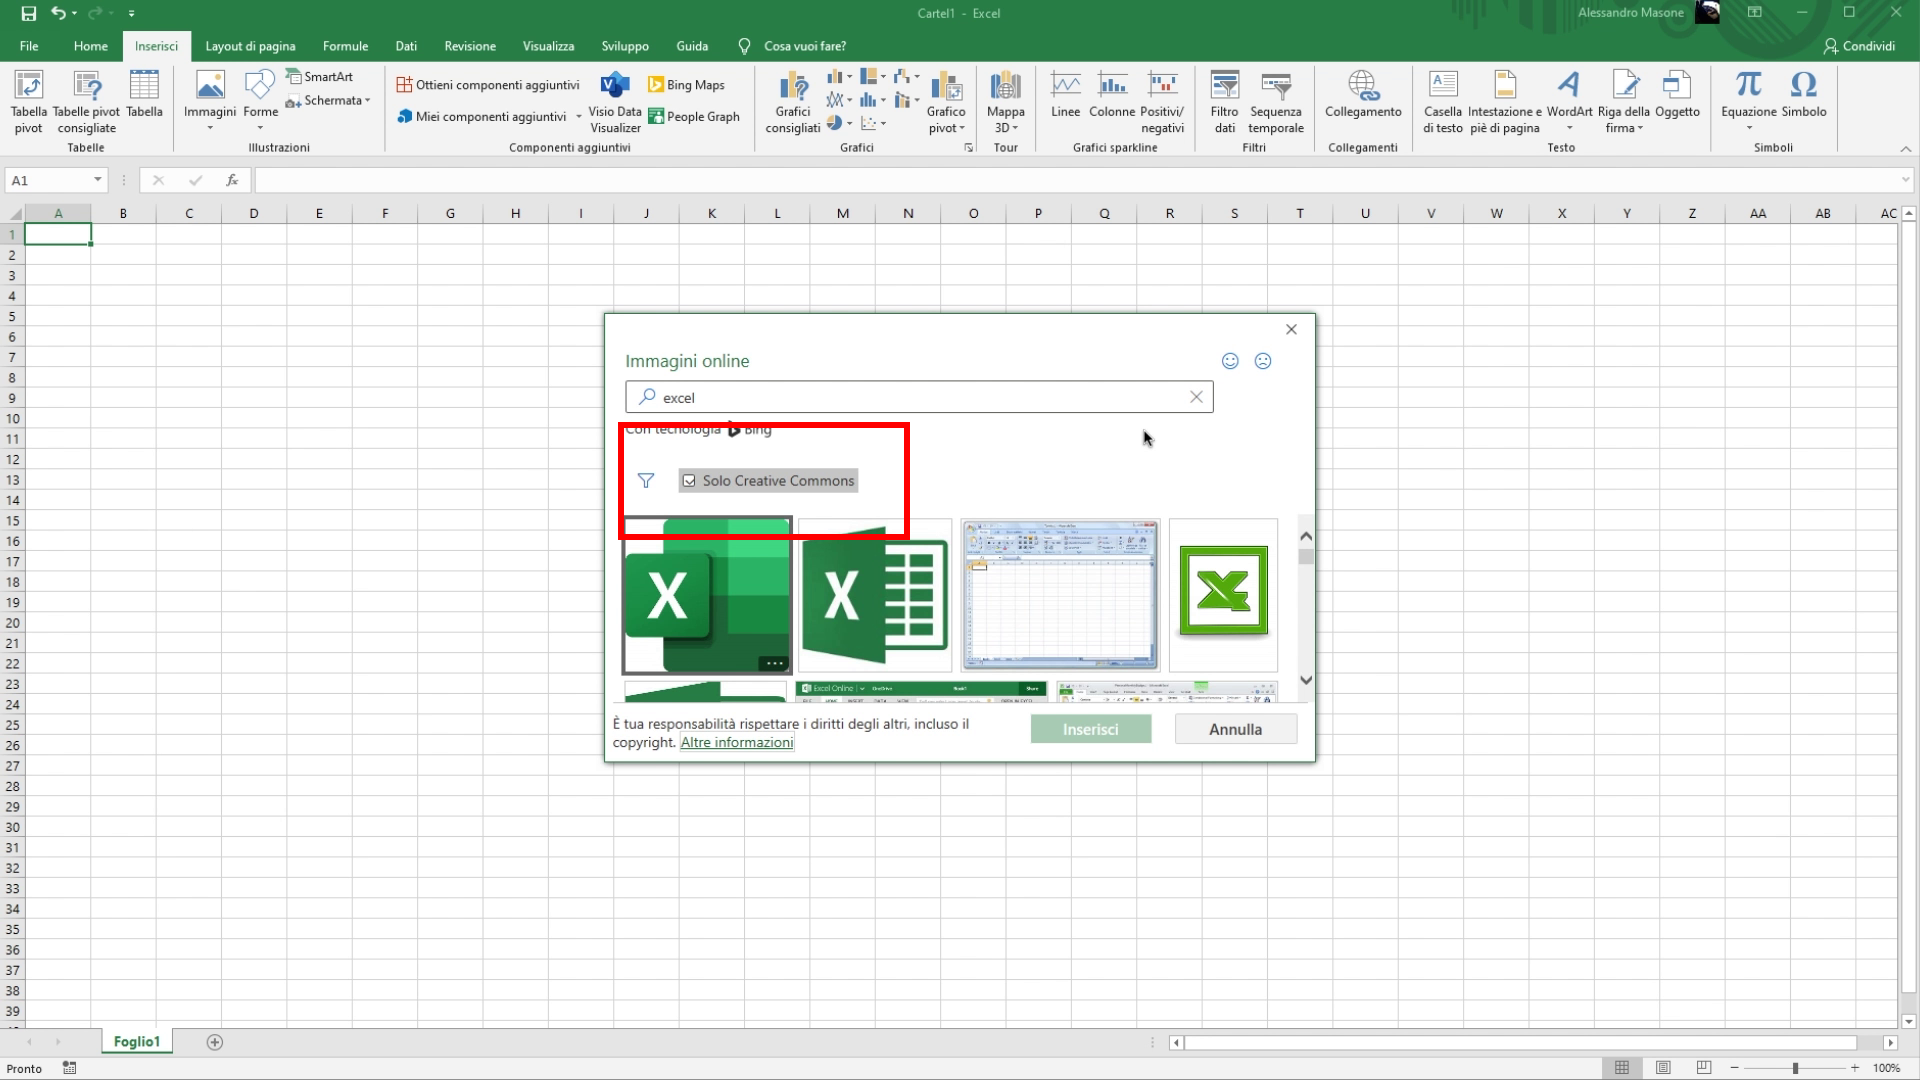 Cartel1 - Excel
Alessandro Masone
File Home Inserisci Layout di pagina Formule Dati Revisione Visualizza Sviluppo Guida Cosa vuoi fare? Condividi
Tabella pivot
Tabelle pivot consigliate
Tabella
Tabelle
Immagini
Forme
SmartArt
Schermata
Illustrazioni
Ottieni componenti aggiuntivi
Miei componenti aggiuntivi
Visio Data Visualizer
Bing Maps
People Graph
Componenti aggiuntivi
Grafici consigliati
Grafico pivot
Grafici
Mappa 3D
Tour
Linee
Colonne
Positivi/ negativi
Grafici sparkline
Filtro dati
Sequenza temporale
Filtri
Collegamento
Collegamenti
Casella di testo
Intestazione e piè di pagina
WordArt
Riga della firma
Oggetto
Testo
Equazione
Simbolo
Simboli
A1
fx
A B C D E F G H I J K L M N O P Q R S T U V W X Y Z AA AB AC
1
2
3
4
5
6
7
8
9
10
11
12
13
14
15
16
17
18
19
20
21
22
23
24
25
26
27
28
29
30
31
32
33
34
35
36
37
38
39
Immagini online
excel
Con tecnologia Bing
Solo Creative Commons
Excel Online
OneDrive
Book1
Share
È tua responsabilità rispettare i diritti degli altri, incluso il
copyright. Altre informazioni
Inserisci
Annulla
Foglio1
Pronto
100%